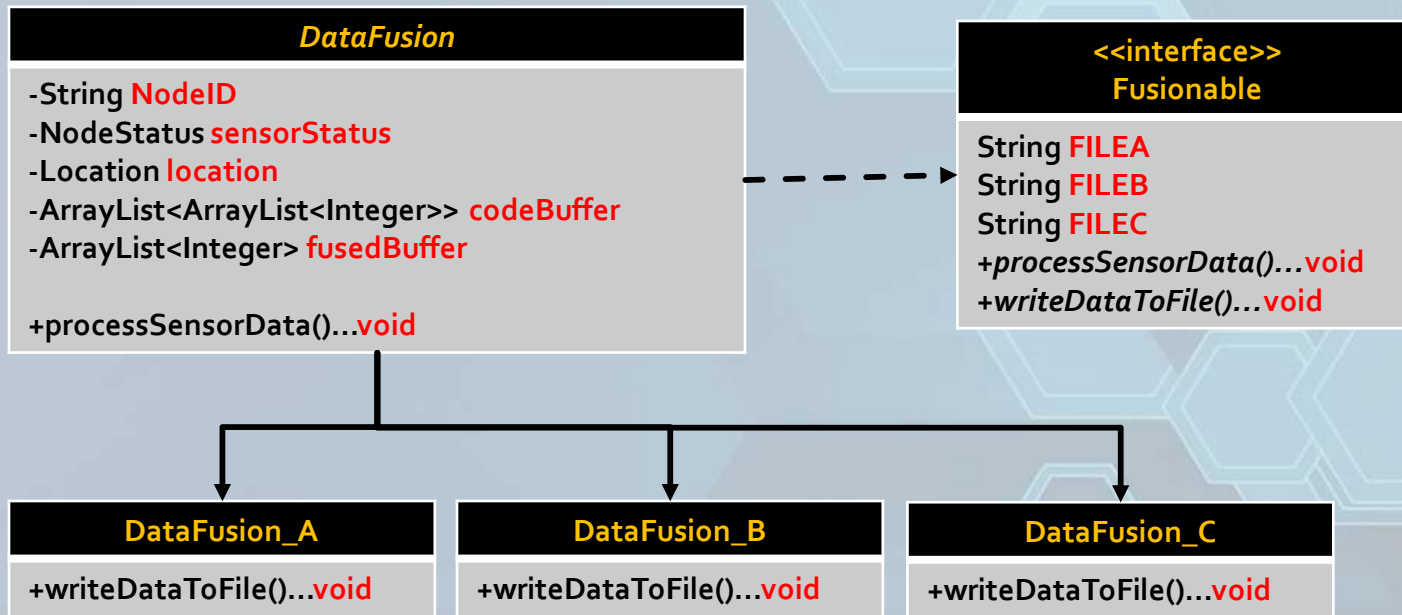 DataFusion
-String NodeID
-NodeStatus sensorStatus
-Location location
-ArrayList<ArrayList<Integer>> codeBuffer
-ArrayList<Integer> fusedBuffer
+processSensorData()...void
<<interface>>
Fusionable
String FILEA
String FILEB
String FILEC
+processSensorData()...void
+writeDataToFile()...void
DataFusion_A
+writeDataToFile()...void
DataFusion_B
+writeDataToFile()...void
DataFusion_C
+writeDataToFile()...void